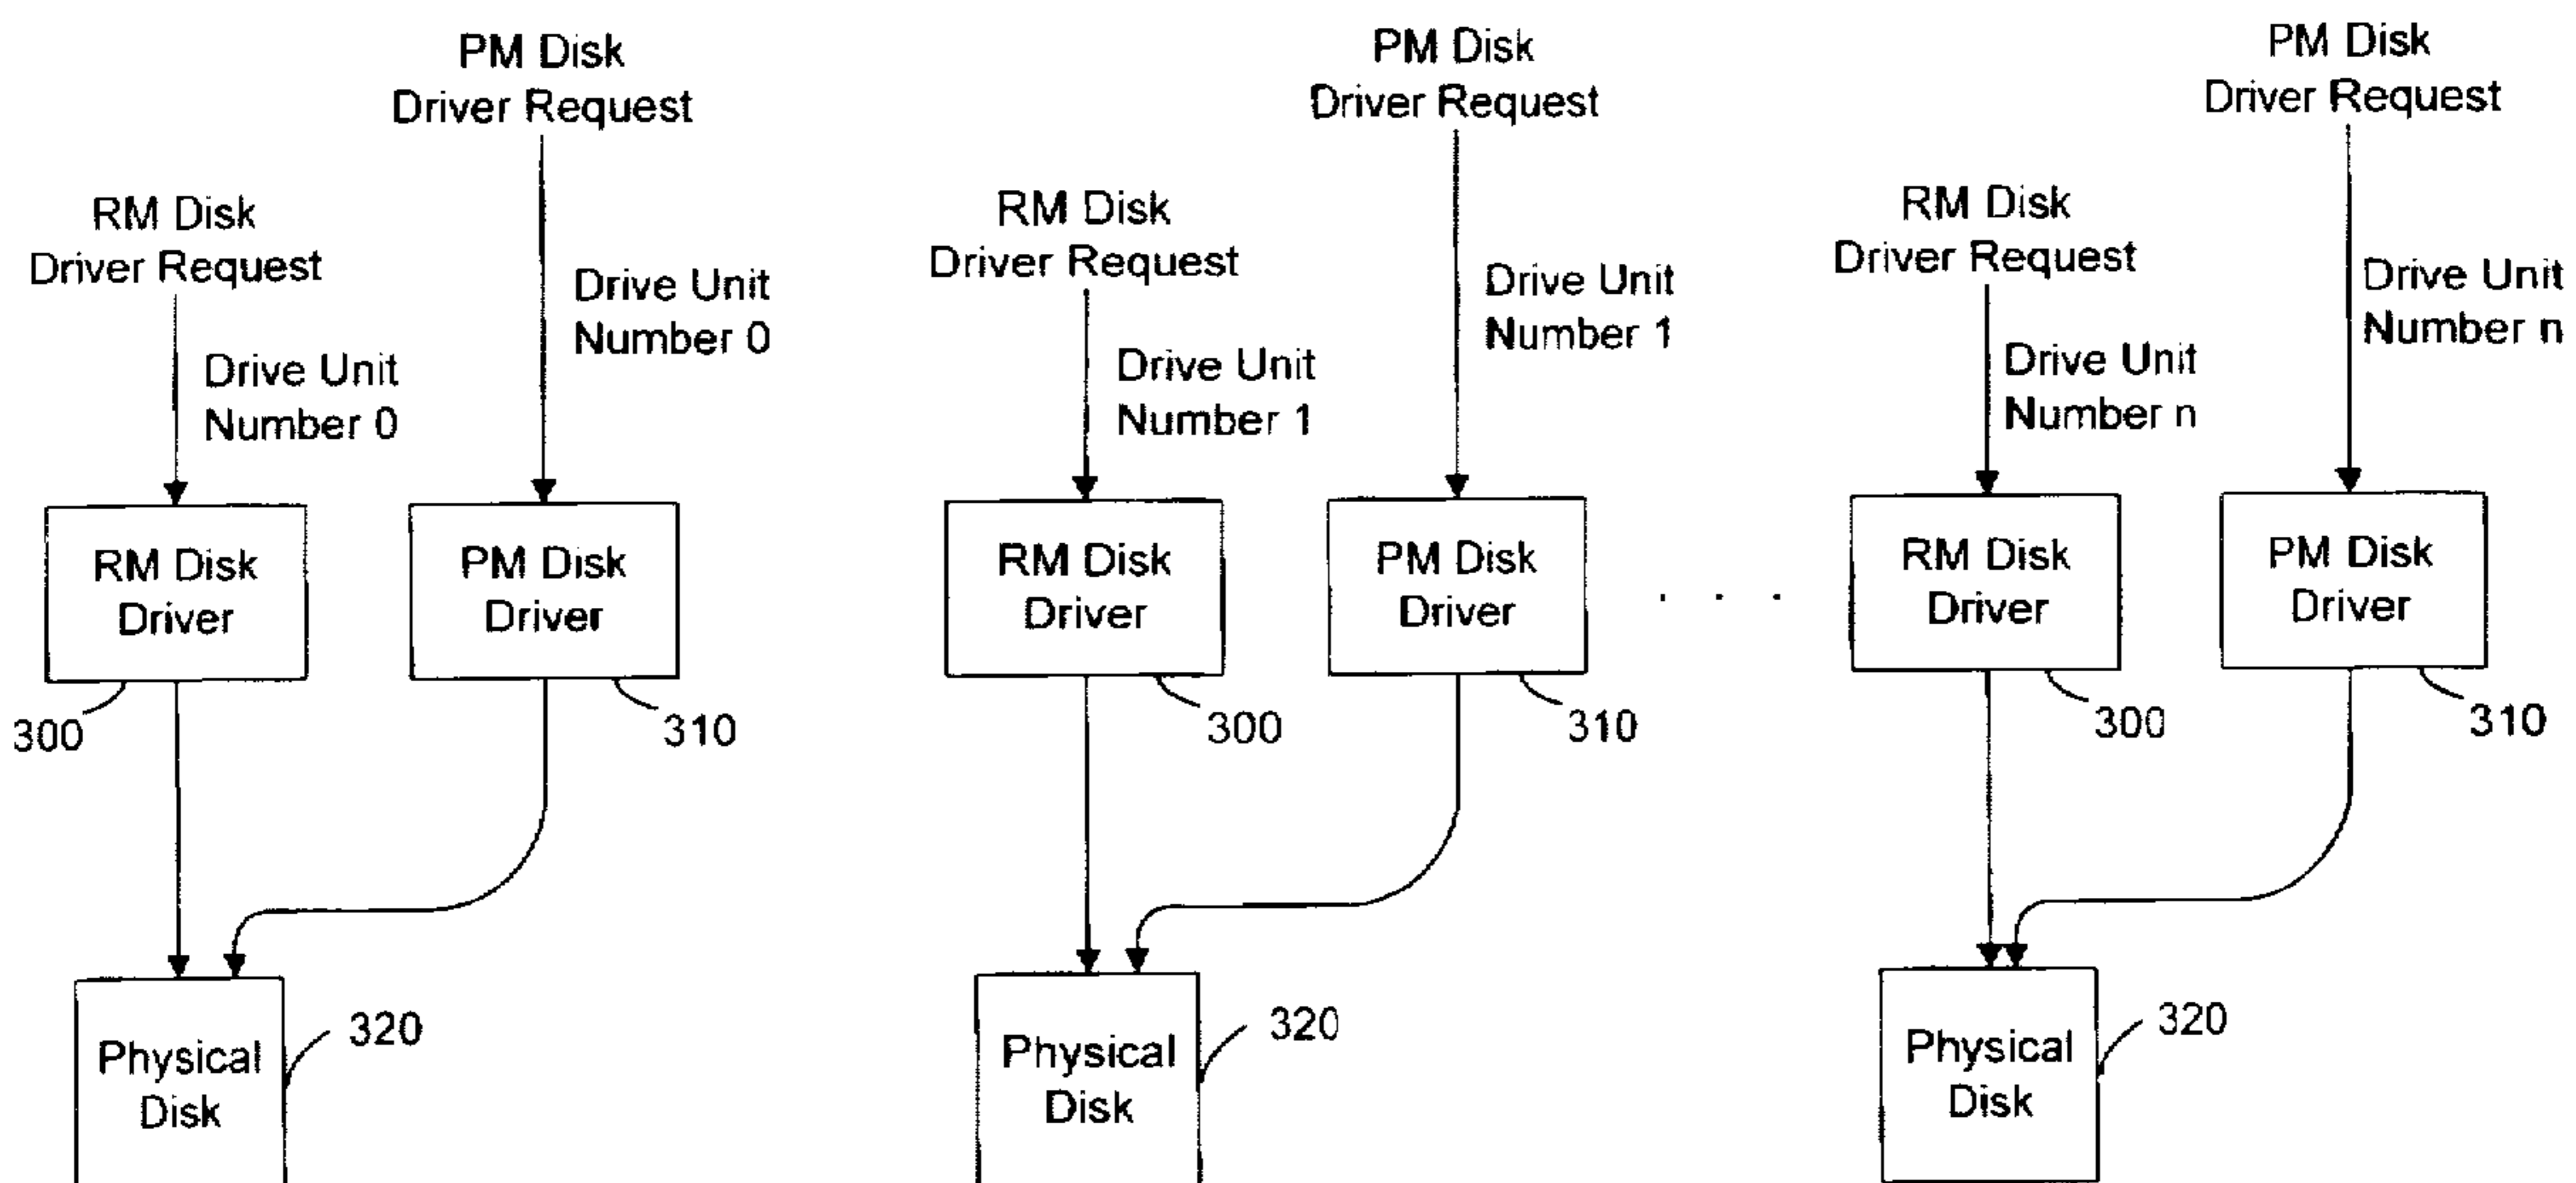 PM Disk
Driver Request
RM Disk
Driver Request
Drive Unit
Number 0
Drive Unit
Number 0
RM Disk
Driver
PM Disk
Driver
300
310
Physical
Disk
320
PM Disk
Driver Request
RM Disk
Driver Request
Drive Unit
Number 1
Drive Unit
Number 1
RM Disk
Driver
PM Disk
Driver
300
310
Physical
Disk
320
. . .
PM Disk
Driver Request
RM Disk
Driver Request
Drive Unit
Number n
Drive Unit
Number n
RM Disk
Driver
PM Disk
Driver
300
310
Physical
Disk
320